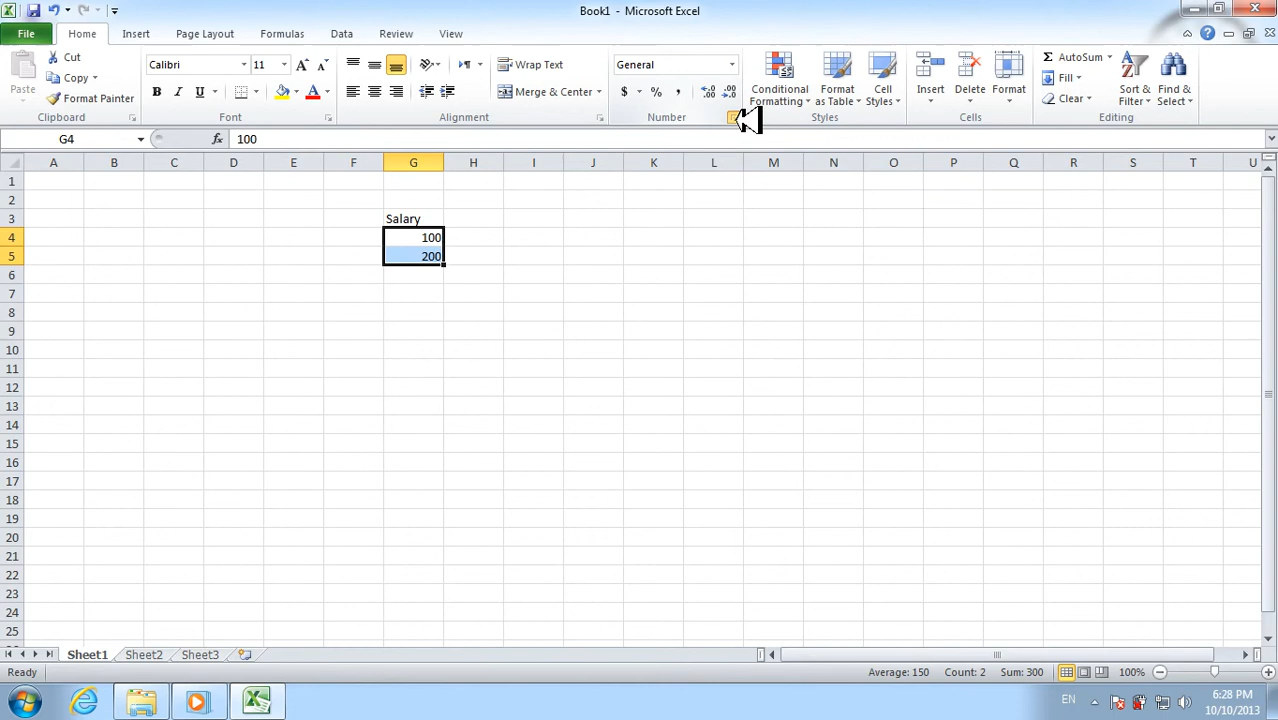 Book1 - Microsoft Excel
File Home Insert Page Layout Formulas Data Review View
Cut
Copy
Format Painter
Paste
Clipboard
Calibri 11
B I U
Font
Wrap Text
Merge & Center
Alignment
General
$ % ,
Number
Conditional Formatting
Format as Table
Cell Styles
Styles
Insert
Delete
Format
Cells
AutoSum
Fill
Clear
Sort & Filter
Find & Select
Editing
G4 fx 100
A B C D E F G H I J K L M N O P Q R S T U
1
2
3 Salary
4 100
5 200
6
7
8
9
10
11
12
13
14
15
16
17
18
19
20
21
22
23
24
25
Sheet1 Sheet2 Sheet3
Ready Average: 150 Count: 2 Sum: 300 100%
EN 6:28 PM
10/10/2013